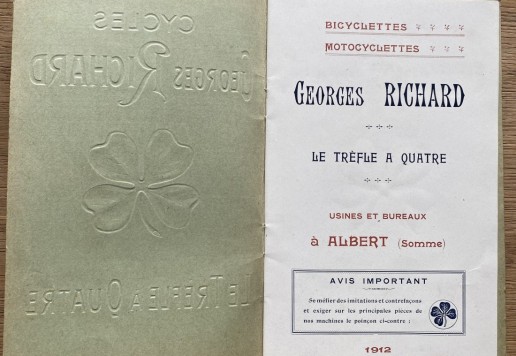 CYCLES
GEORGES RICHARD
LE TRÈFLE A QUATRE
BICYCLETTES
MOTOCYCLETTES
GEORGES RICHARD
LE TRÈFLE A QUATRE
USINES ET BUREAUX
à ALBERT (Somme)
AVIS IMPORTANT
Se méfier des imitations et contrefaçons
et exiger sur les principales pièces de
nos machines le poinçon ci-contre :
1912